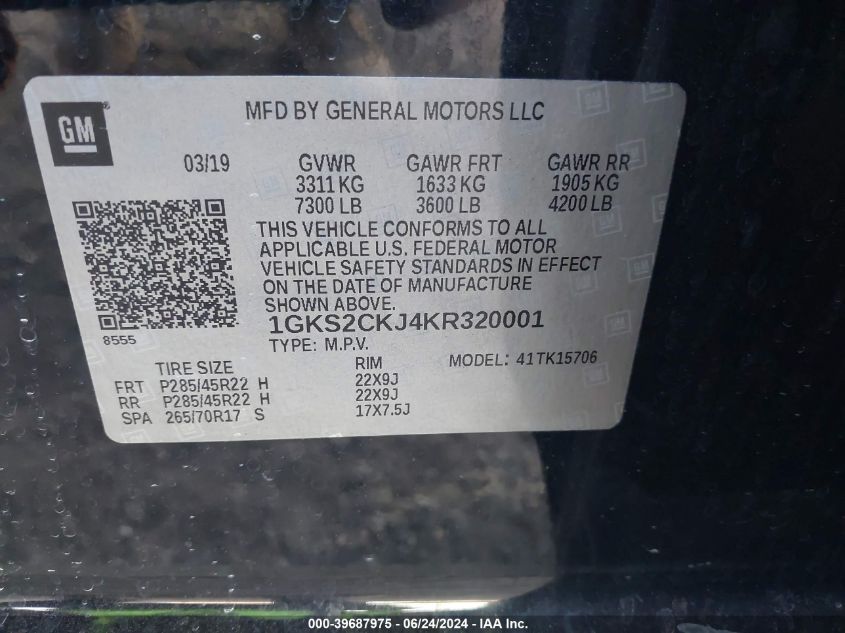 GM®
MFD BY GENERAL MOTORS LLC
03/19 GVWR GAWR FRT GAWR RR
3311 KG 1633 KG 1905 KG
7300 LB 3600 LB 4200 LB
THIS VEHICLE CONFORMS TO ALL
APPLICABLE U.S. FEDERAL MOTOR
VEHICLE SAFETY STANDARDS IN EFFECT
ON THE DATE OF MANUFACTURE
SHOWN ABOVE.
8555
1GKS2CKJ4KR320001
TYPE: M.P.V. MODEL: 41TK15706
TIRE SIZE RIM
FRT P285/45R22 H 22X9J
RR P285/45R22 H 22X9J
SPA 265/70R17 S 17X7.5J
000-39687975 - 06/24/2024 - IAA Inc.